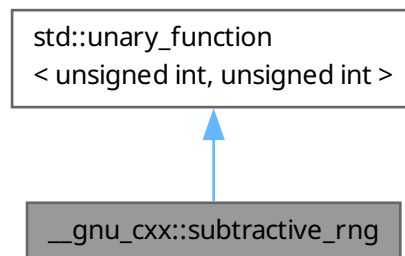 std::unary_function
< unsigned int, unsigned int >
__gnu_cxx::subtractive_rng